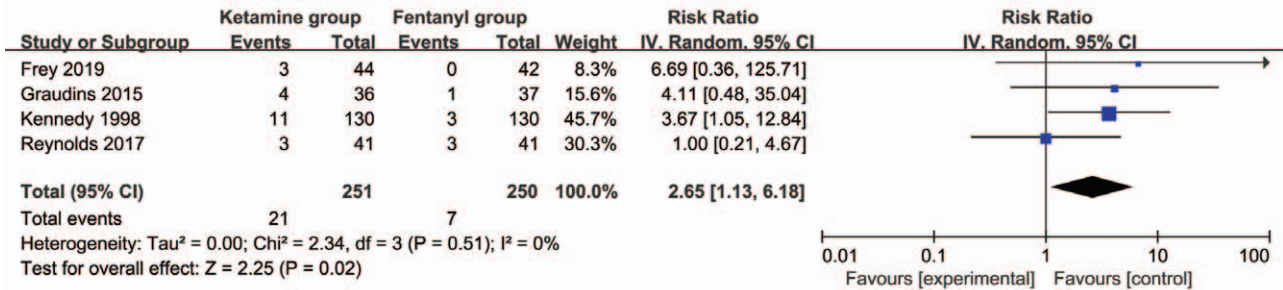 Ketamine group Fentanyl group Risk Ratio Risk Ratio
Study or Subgroup Events Total Events Total Weight IV, Random, 95% CI IV, Random, 95% CI
Frey 2019 3 44 0 42 8.3% 6.69 [0.36, 125.71]
Graudins 2015 4 36 1 37 15.6% 4.11 [0.48, 35.04]
Kennedy 1998 11 130 3 130 45.7% 3.67 [1.05, 12.84]
Reynolds 2017 3 41 3 41 30.3% 1.00 [0.21, 4.67]
Total (95% CI) 251 250 100.0% 2.65 [1.13, 6.18]
Total events 21 7
Heterogeneity: Tau² = 0.00; Chi² = 2.34, df = 3 (P = 0.51); I² = 0%
Test for overall effect: Z = 2.25 (P = 0.02)
0.01 0.1 1 10 100
Favours [experimental] Favours [control]